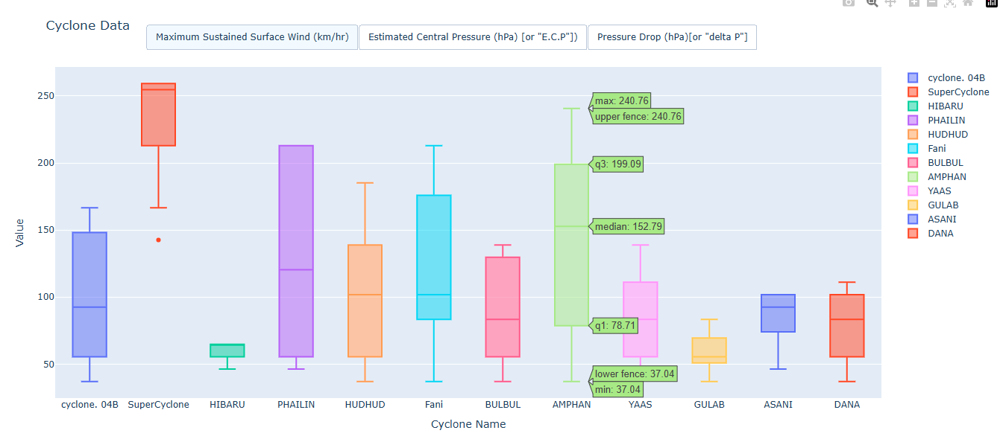 Cyclone Data
Maximum Sustained Surface Wind (km/hr)
Estimated Central Pressure (hPa) [or "E.C.P"])
Pressure Drop (hPa)[or "delta P"]
Value
250
200
150
100
50
max: 240.76
upper fence: 240.76
q3: 199.09
median: 152.79
q1: 78.71
lower fence: 37.04
min: 37.04
cyclone. 04B
SuperCyclone
HIBARU
PHAILIN
HUDHUD
Fani
BULBUL
AMPHAN
YAAS
GULAB
ASANI
DANA
Cyclone Name
cyclone. 04B
SuperCyclone
HIBARU
PHAILIN
HUDHUD
Fani
BULBUL
AMPHAN
YAAS
GULAB
ASANI
DANA